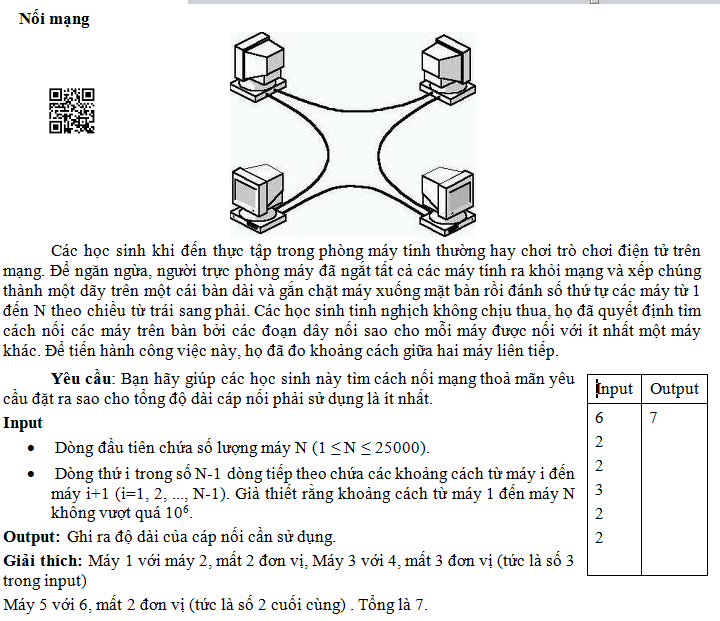 Nối mạng
Các học sinh khi đến thực tập trong phòng máy tính thường hay chơi trò chơi điện tử trên
mạng. Để ngăn ngừa, người trực phòng máy đã ngắt tất cả các máy tính ra khỏi mạng và xếp chúng
thành một dãy trên một cái bàn dài và gắn chặt máy xuống mặt bàn rồi đánh số thứ tự các máy từ 1
đến N theo chiều từ trái sang phải. Các học sinh tinh nghịch không chịu thua, họ đã quyết định tìm
cách nối các máy trên bàn bởi các đoạn dây nối sao cho mỗi máy được nối với ít nhất một máy
khác. Để tiến hành công việc này, họ đã đo khoảng cách giữa hai máy liên tiếp.
Yêu cầu: Bạn hãy giúp các học sinh này tìm cách nối mạng thoả mãn yêu
cầu đặt ra sao cho tổng độ dài cáp nối phải sử dụng là ít nhất.
Input
• Dòng đầu tiên chứa số lượng máy N (1 ≤ N ≤ 25000).
• Dòng thứ i trong số N-1 dòng tiếp theo chứa các khoảng cách từ máy i đến
máy i+1 (i=1, 2, ..., N-1). Giả thiết rằng khoảng cách từ máy 1 đến máy N
không vượt quá 10⁶.
Output: Ghi ra độ dài của cáp nối cần sử dụng.
Giải thích: Máy 1 với máy 2, mất 2 đơn vị, Máy 3 với 4, mất 3 đơn vị (tức là số 3
trong input)
Máy 5 với 6, mất 2 đơn vị (tức là số 2 cuối cùng) . Tổng là 7.
Input Output
6 7
2
2
3
2
2